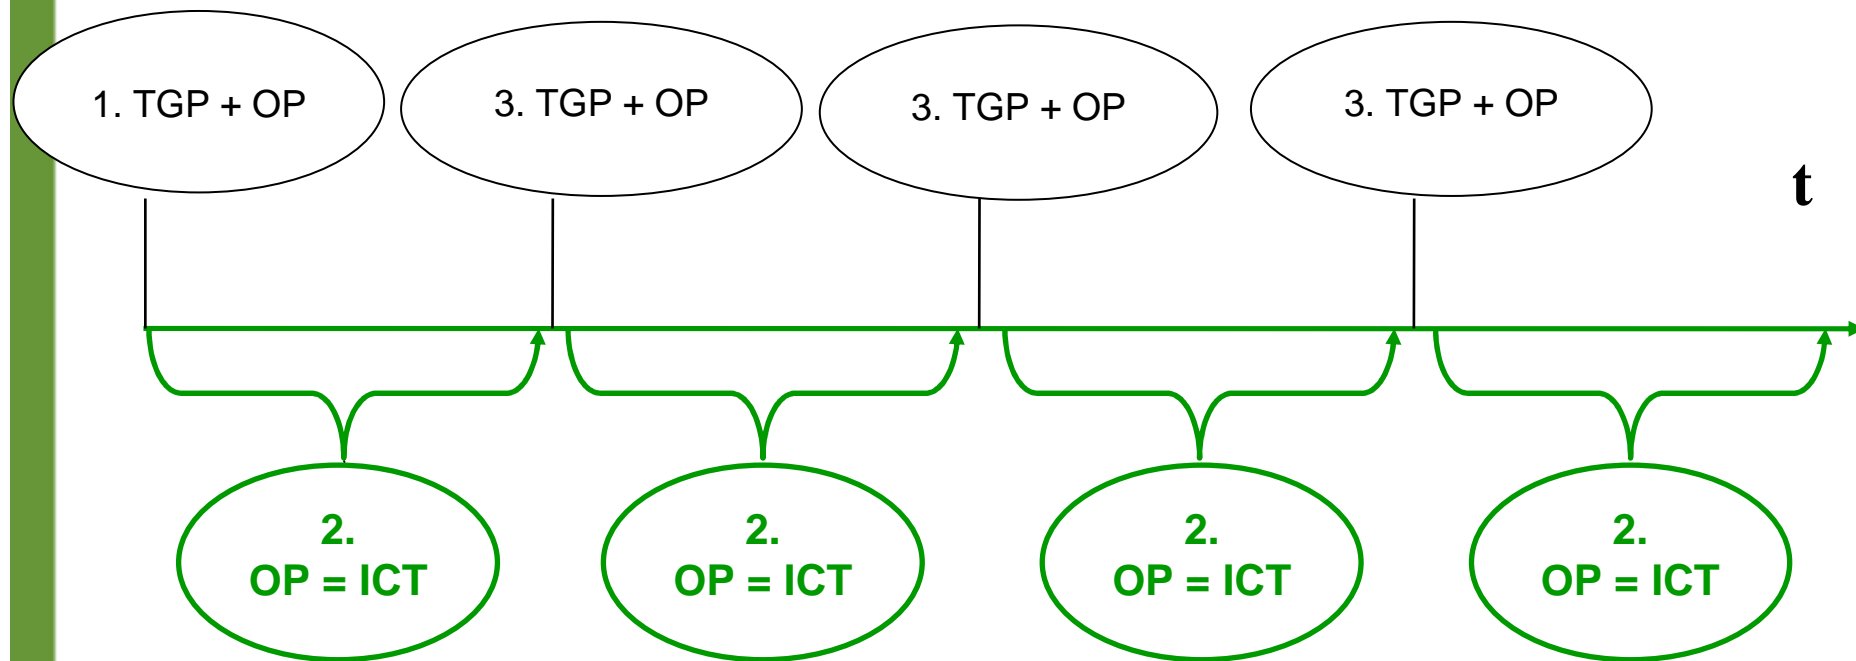 1. TGP + OP
3. TGP + OP
3. TGP + OP
3. TGP + OP
t
2.
OP = ICT
2.
OP = ICT
2.
OP = ICT
2.
OP = ICT